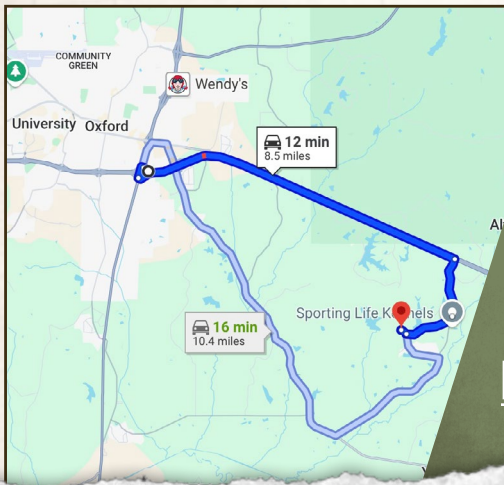 COMMUNITY
GREEN
Wendy's
University Oxford
12 min
8.5 miles
Sporting Life Kennels
16 min
10.4 miles